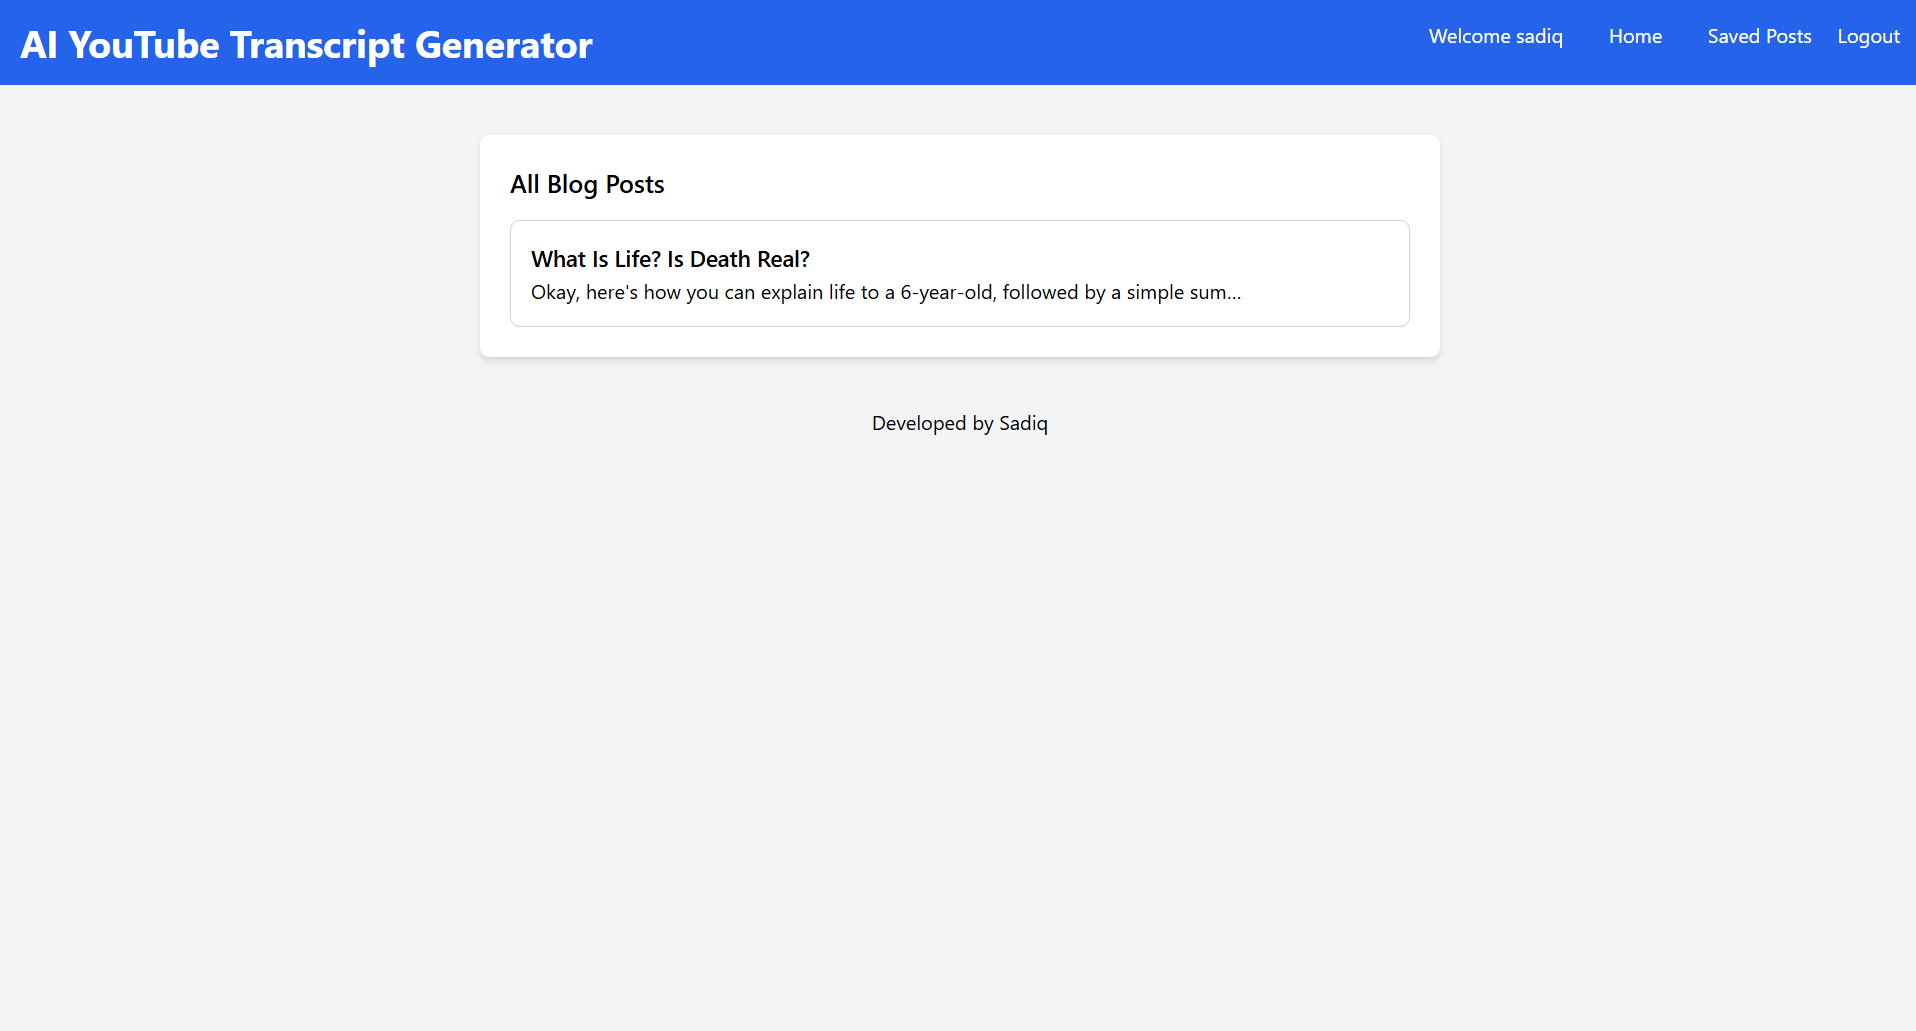 AI YouTube Transcript Generator
Welcome sadiq Home Saved Posts Logout
All Blog Posts
What Is Life? Is Death Real?
Okay, here's how you can explain life to a 6-year-old, followed by a simple sum...
Developed by Sadiq